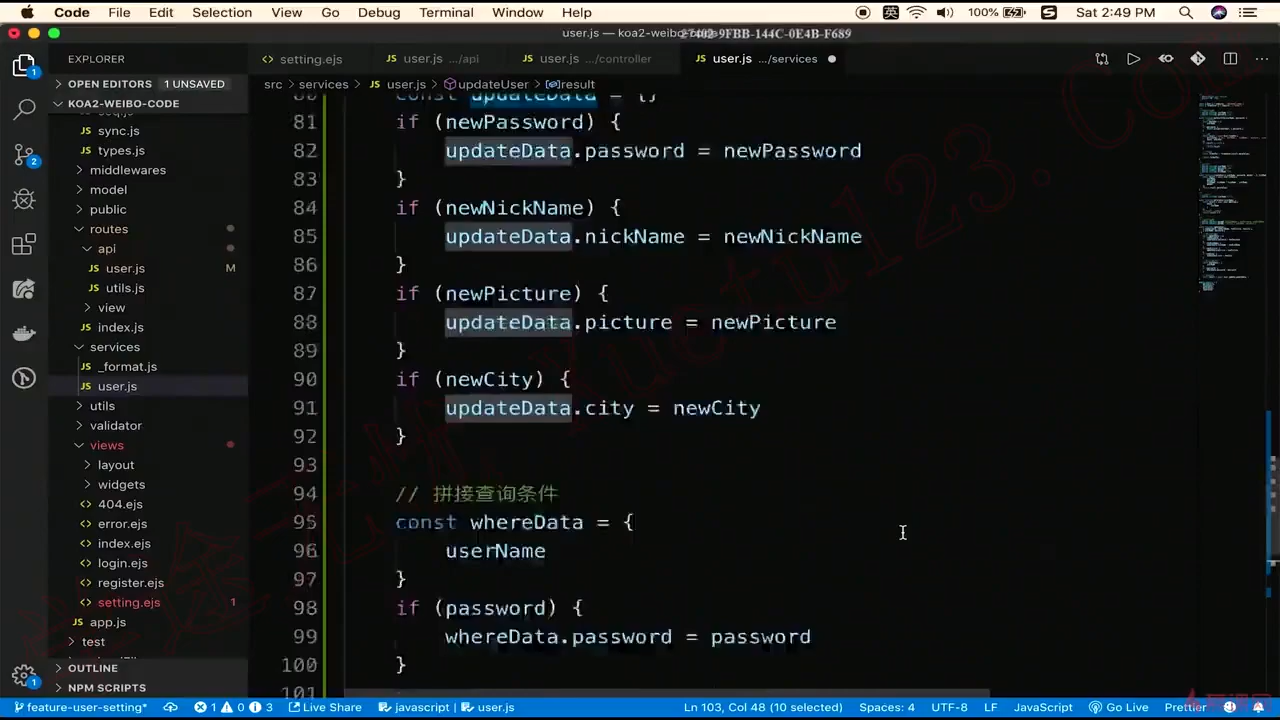 Code File Edit Selection View Go Debug Terminal Window Help 英 100% Sat 2:49 PM
user.js — koa2-weibo-code
EXPLORER
setting.ejs
user.js .../api
user.js .../controller
user.js .../services
OPEN EDITORS 1 UNSAVED
src > services > user.js > updateUser > result
KOA2-WEIBO-CODE
sync.js
types.js
middlewares
model
public
routes
api
user.js M
utils.js
view
index.js
services
_format.js
user.js
utils
validator
views
layout
widgets
404.ejs
error.ejs
index.ejs
login.ejs
register.ejs
setting.ejs 1
app.js
test
OUTLINE
NPM SCRIPTS
80 const updateData = {}
81 if (newPassword) {
82 updateData.password = newPassword
83 }
84 if (newNickName) {
85 updateData.nickName = newNickName
86 }
87 if (newPicture) {
88 updateData.picture = newPicture
89 }
90 if (newCity) {
91 updateData.city = newCity
92 }
93
94 // 拼接查询条件
95 const whereData = {
96 userName
97 }
98 if (password) {
99 whereData.password = password
100 }
101
feature-user-setting* 1 0 3 Live Share javascript | user.js Ln 103, Col 48 (10 selected) Spaces: 4 UTF-8 LF JavaScript Go Live Prettier